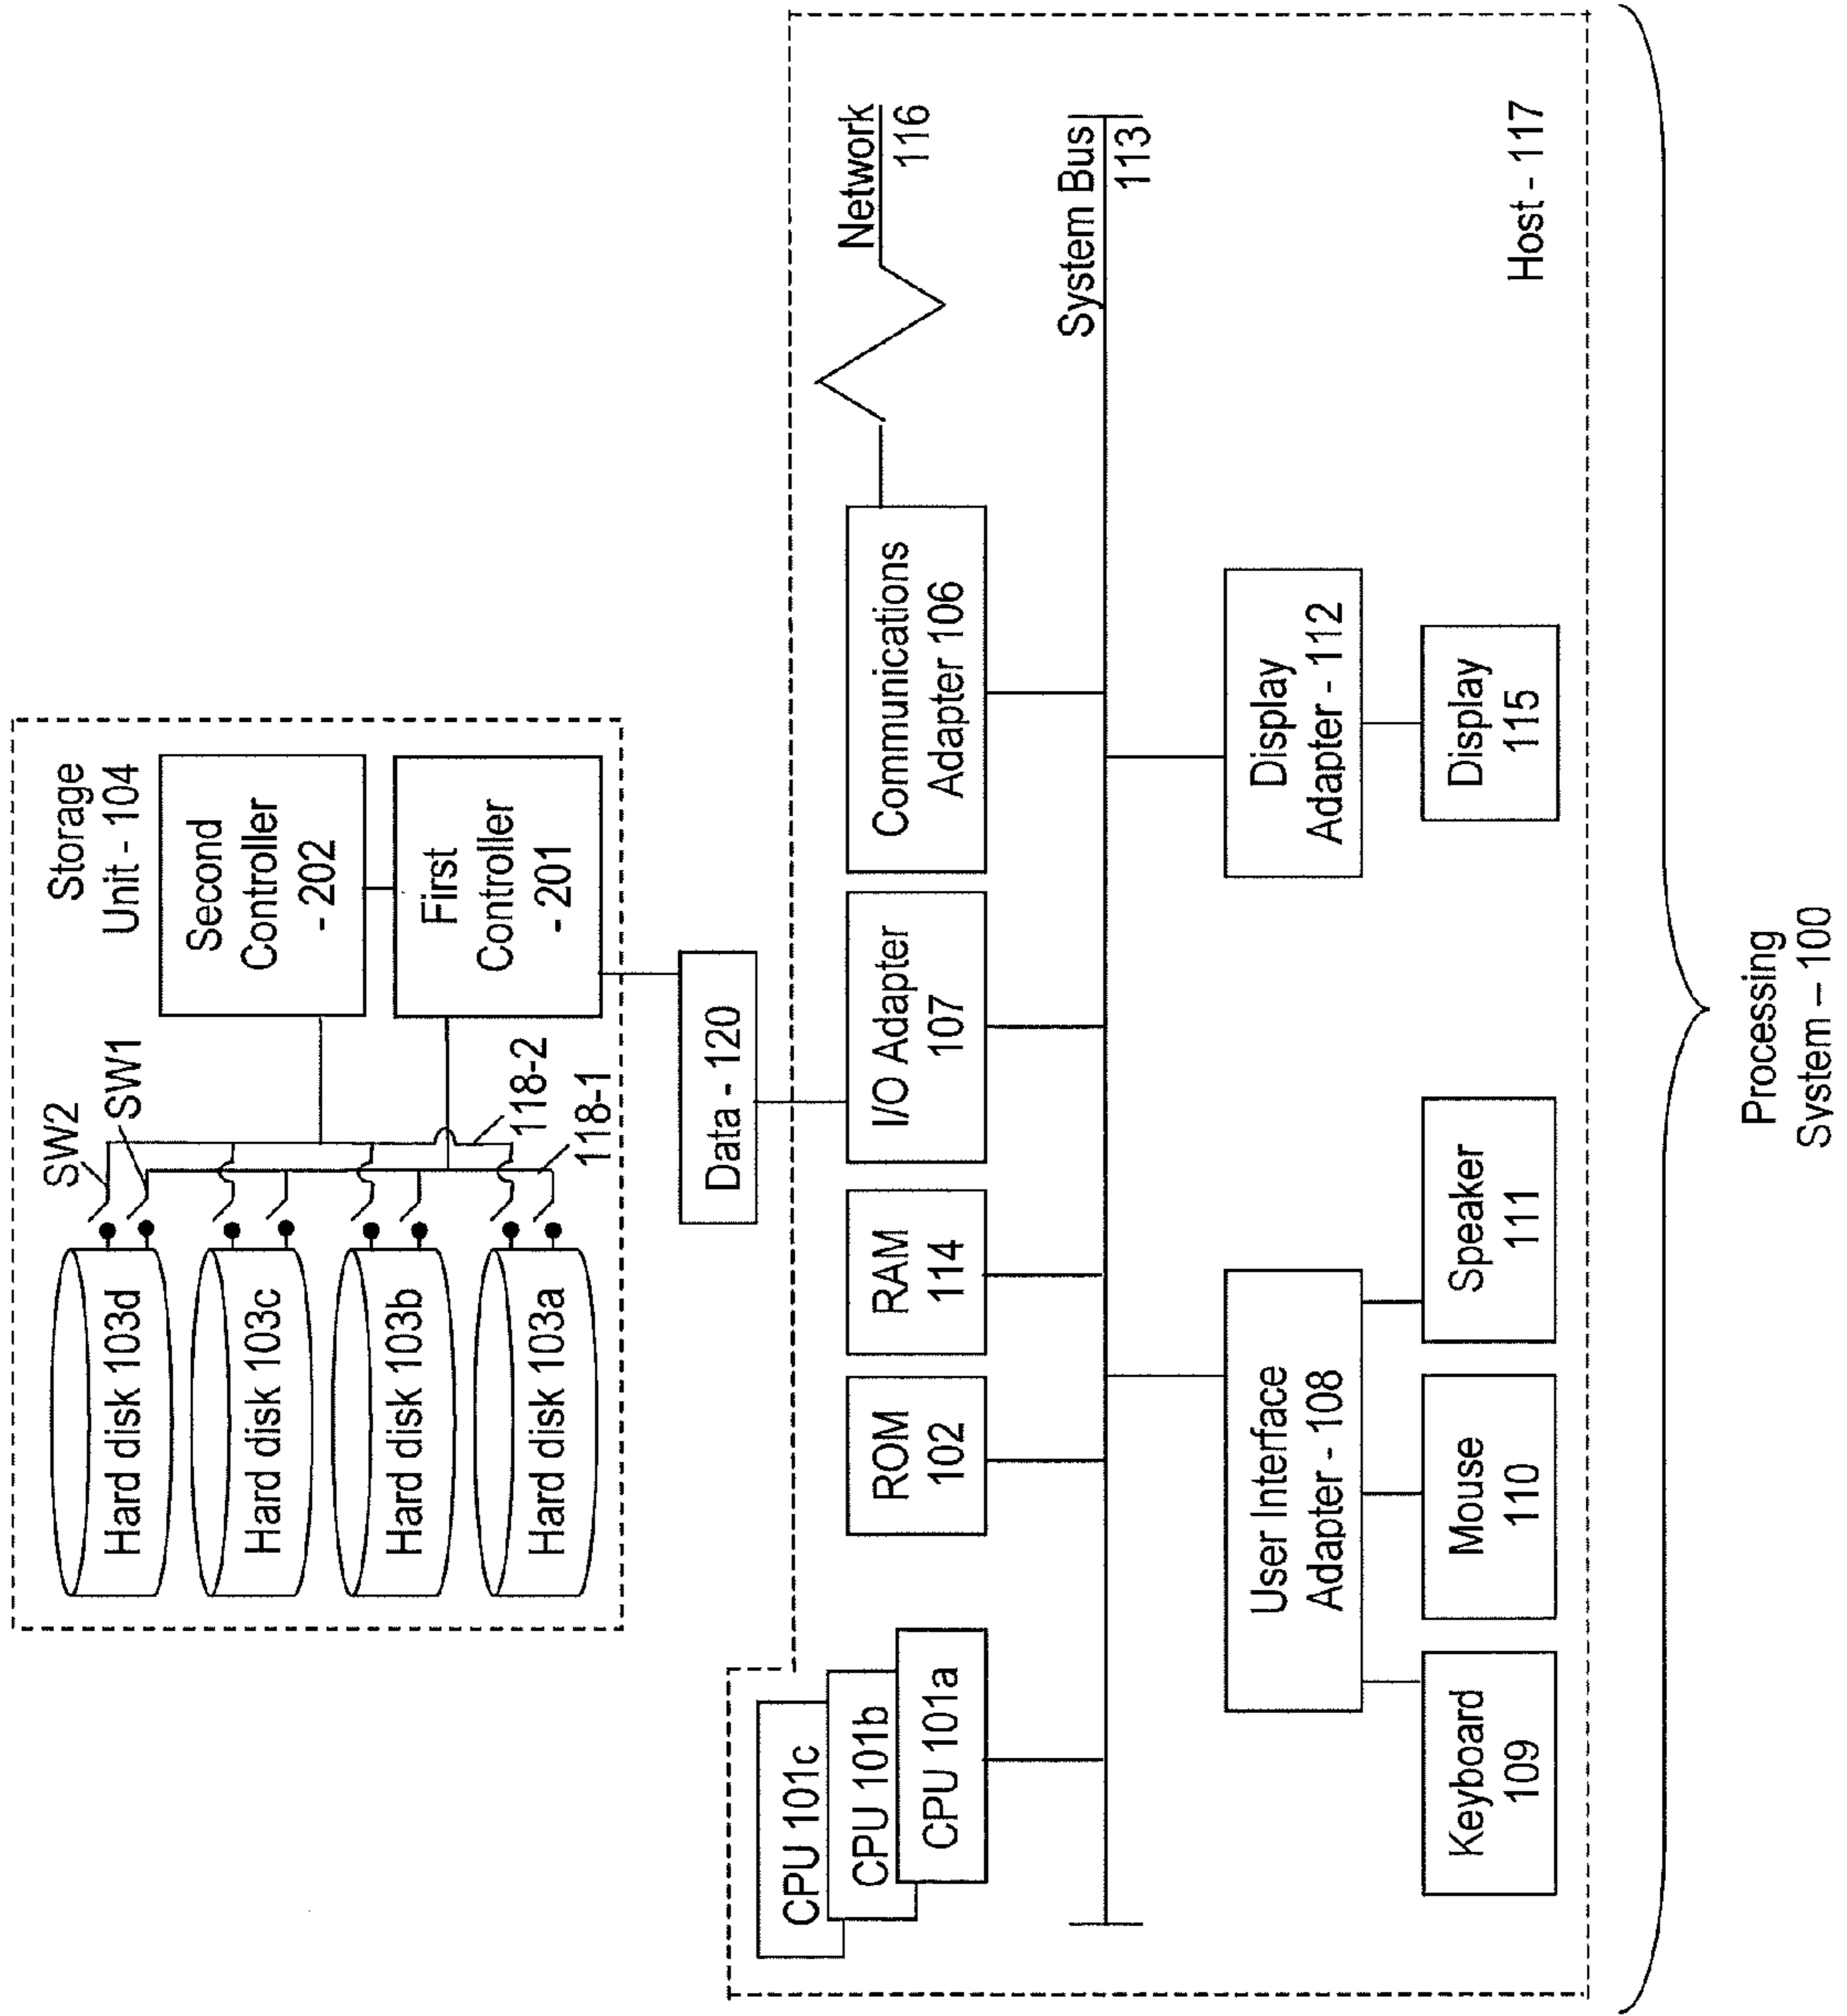 Storage
Unit - 104
SW2
SW1
Hard disk 103d
Hard disk 103c
Hard disk 103b
Hard disk 103a
Second
Controller
- 202
First
Controller
- 201
118-2
118-1
Data - 120
CPU 101c
CPU 101b
CPU 101a
ROM
102
RAM
114
I/O Adapter
107
Communications
Adapter 106
Network
116
System Bus
113
User Interface
Adapter - 108
Display
Adapter - 112
Keyboard
109
Mouse
110
Speaker
111
Display
115
Host - 117
Processing
System – 100